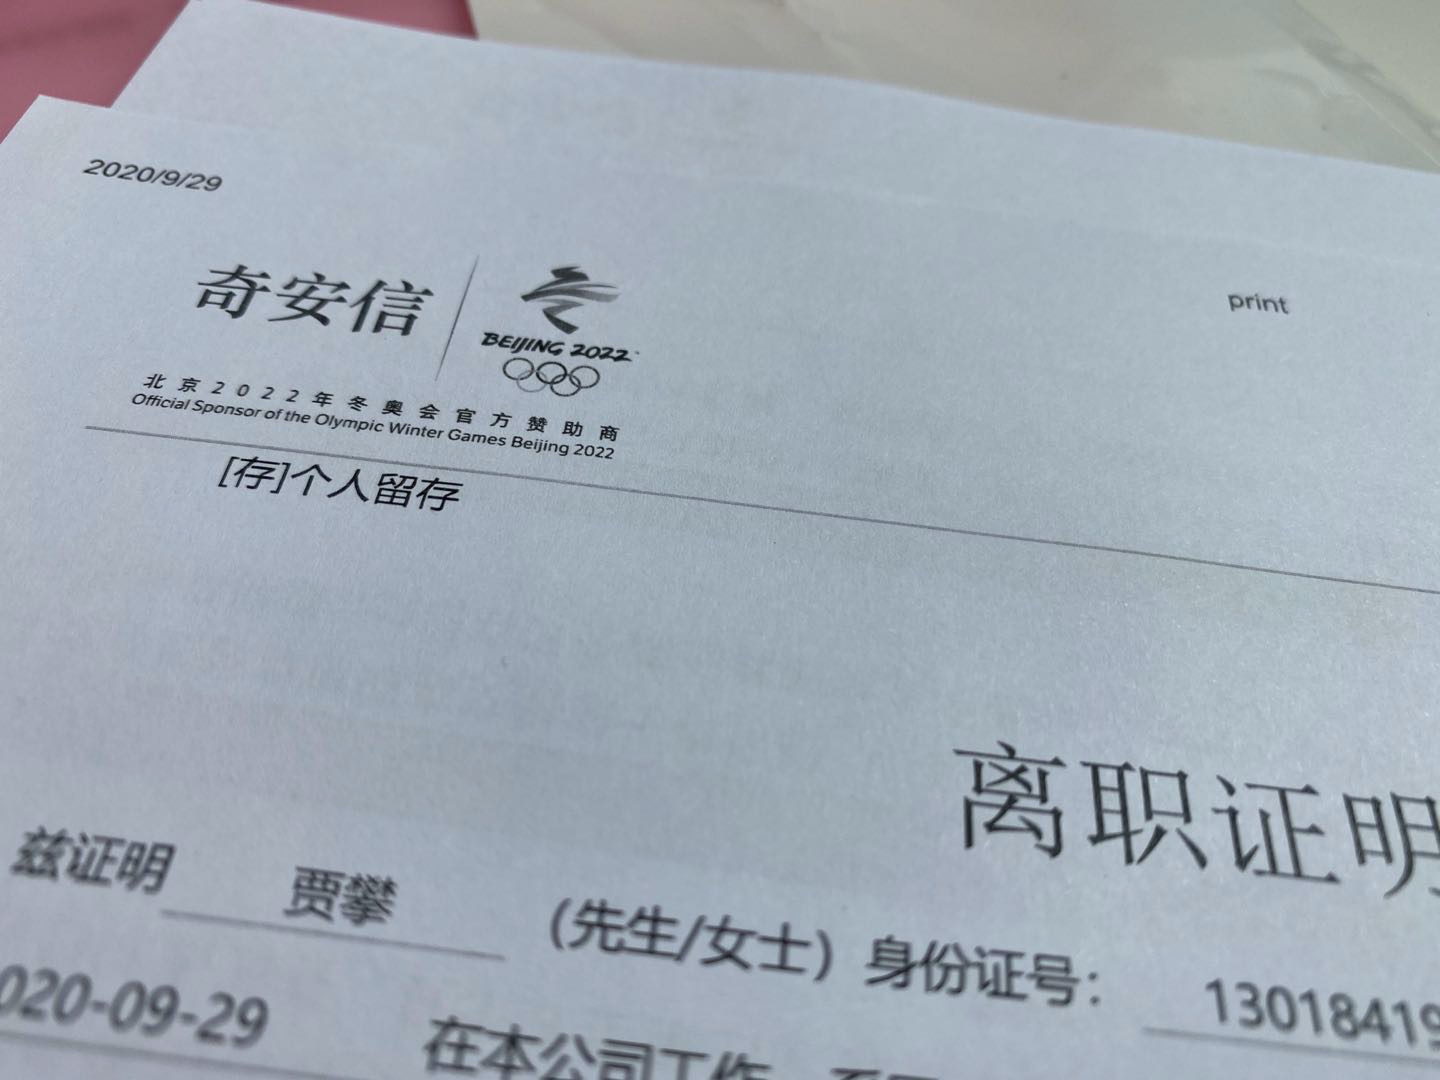 2020/9/29
print
奇安信
BEIJING 2022
北京2022年冬奥会官方赞助商
Official Sponsor of the Olympic Winter Games Beijing 2022
[存]个人留存
离职证明
兹证明 贾攀 (先生/女士) 身份证号: 13018419
020-09-29 在本公司工作